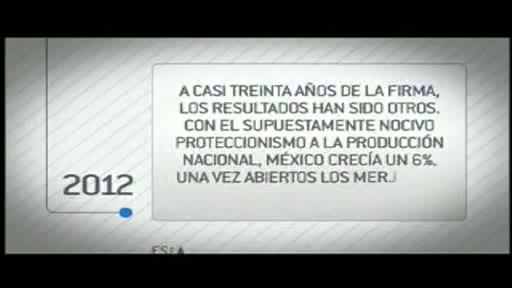 A CASI TREINTA AÑOS DE LA FIRMA,
LOS RESULTADOS HAN SIDO OTROS.
CON EL SUPUESTAMENTE NOCIVO
PROTECCIONISMO A LA PRODUCCIÓN
NACIONAL, MÉXICO CRECÍA UN 6%.
UNA VEZ ABIERTOS LOS
2012